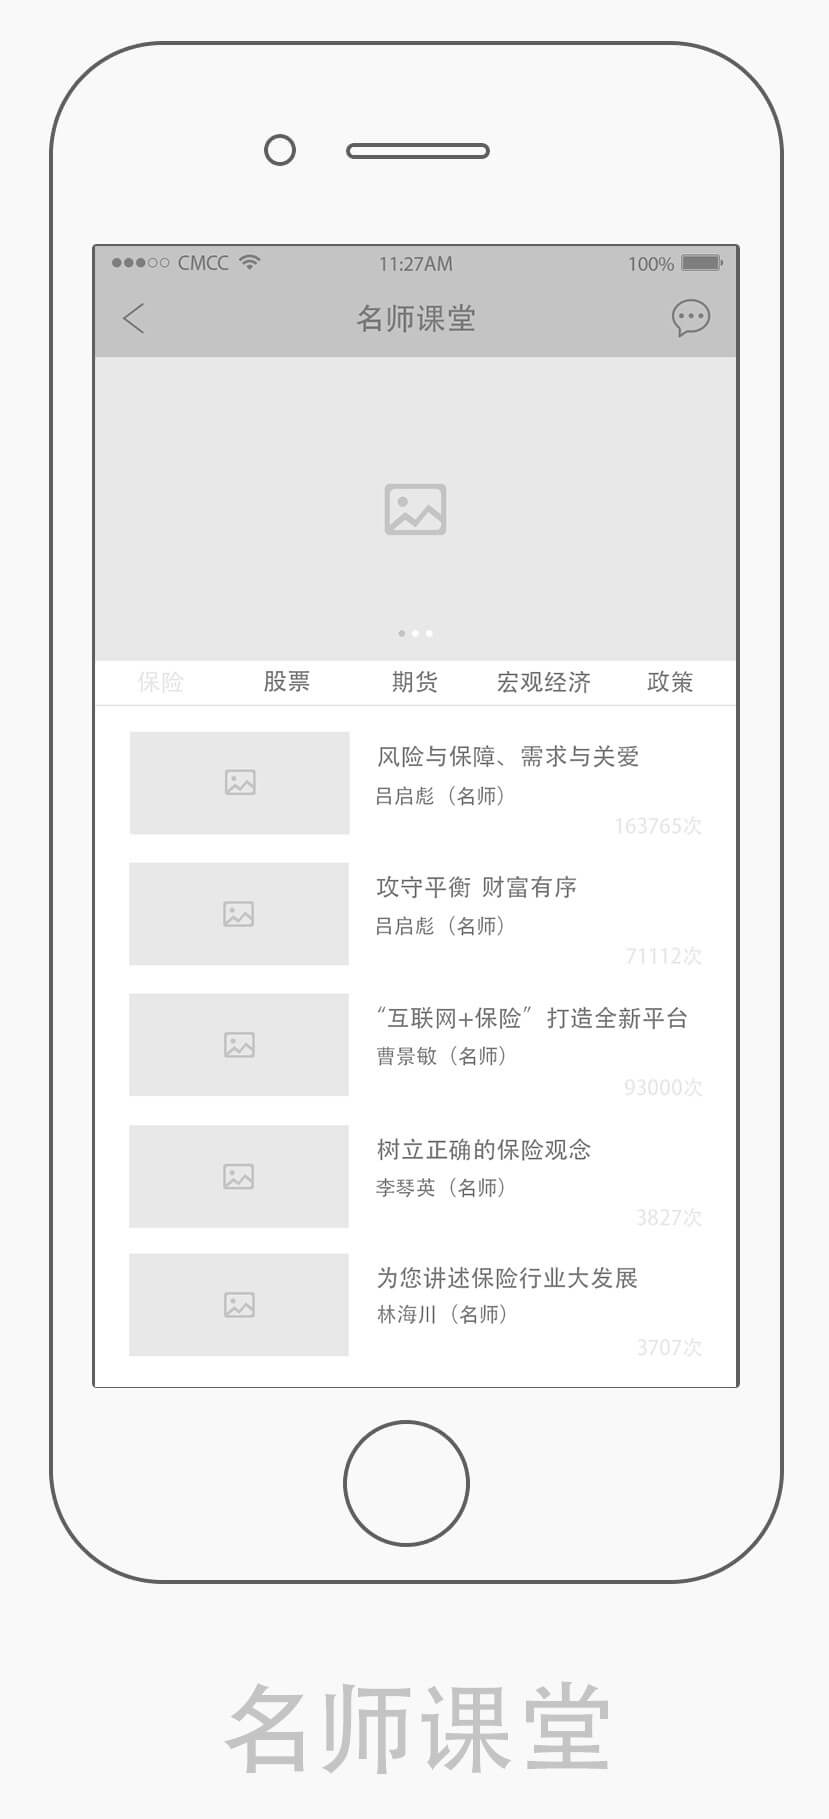 CMCC 11:27AM 100%
名师课堂
保险 股票 期货 宏观经济 政策
风险与保障、需求与关爱
吕启彪（名师）
163765次
攻守平衡 财富有序
吕启彪（名师）
71112次
“互联网+保险”打造全新平台
曹景敏（名师）
93000次
树立正确的保险观念
李琴英（名师）
3827次
为您讲述保险行业大发展
林海川（名师）
3707次
名师课堂